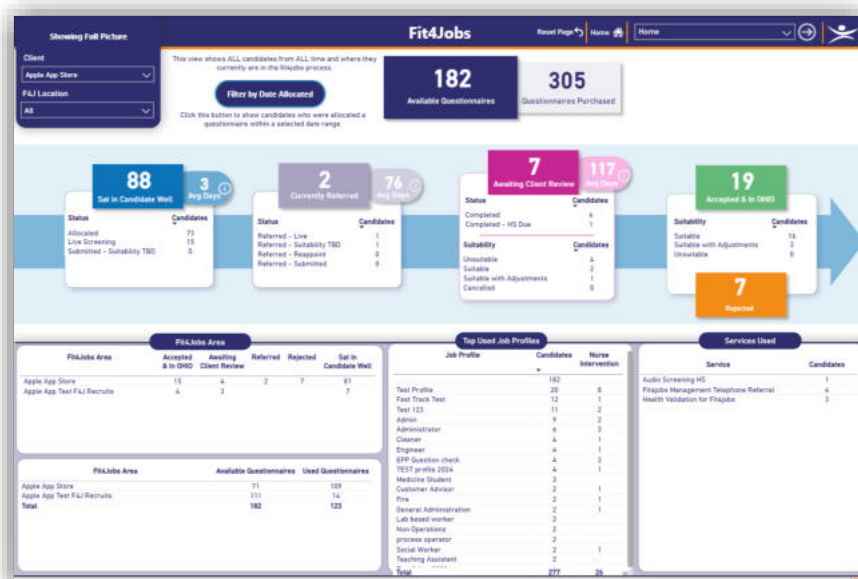 Showing Full Picture
Fit4Jobs
Reset Page
Home
Home
Client
Apple App Store
F4J Location
All
This view shows ALL candidates from ALL time and where they
currently are in the fit4jobs process.
Filter by Date Allocated
Click this button to show candidates who were allocated a
questionnaire within a selected date range.
182
Available Questionnaires
305
Questionnaires Purchased
88
Sat in Candidate Well
3
Avg Days
Status Candidates
Allocated 73
Live Screening 15
Submitted - Suitability TBD 0
2
Currently Referred
76
Avg Days
Status Candidates
Referred - Live 1
Referred - Suitability TBD 1
Referred - Reappoint 0
Referred - Submitted 0
7
Awaiting Client Review
117
Avg Days
Status Candidates
Completed 6
Completed - HS Due 1
Suitability Candidates
Unsuitable 4
Suitable 2
Suitable with Adjustments 1
Cancelled 0
19
Accepted & In OHIO
Suitability Candidates
Suitable 16
Suitable with Adjustments 3
Unsuitable 0
7
Rejected
Fit4Jobs Area
Fit4Jobs Area Accepted & In OHIO Awaiting Client Review Referred Rejected Sat in Candidate Well
Apple App Store 15 4 2 7 81
Apple App Test F4J Recruits 4 3 7
Fit4Jobs Area Available Questionnaires Used Questionnaires
Apple App Store 71 109
Apple App Test F4J Recruits 111 14
Total 182 123
Top Used Job Profiles
Job Profile Candidates Nurse Intervention
182
Test Profile 20 8
Fast Track Test 12 1
Test 123 11 2
Admin 9 2
Administrator 6 3
Cleaner 4 1
Engineer 4 1
EPP Question check 4 3
TEST profile 2024 4 1
Medicine Student 3
Customer Advisor 2 1
Fire 2 1
General Administration 2 1
Lab based worker 2
Non Operations 2
process operator 2
Social Worker 2 1
Teaching Assistant 2
Total 277 26
Services Used
Service Candidates
Audio Screening HS 1
Fit4jobs Management Telephone Referral 4
Health Validation for Fit4jobs 3